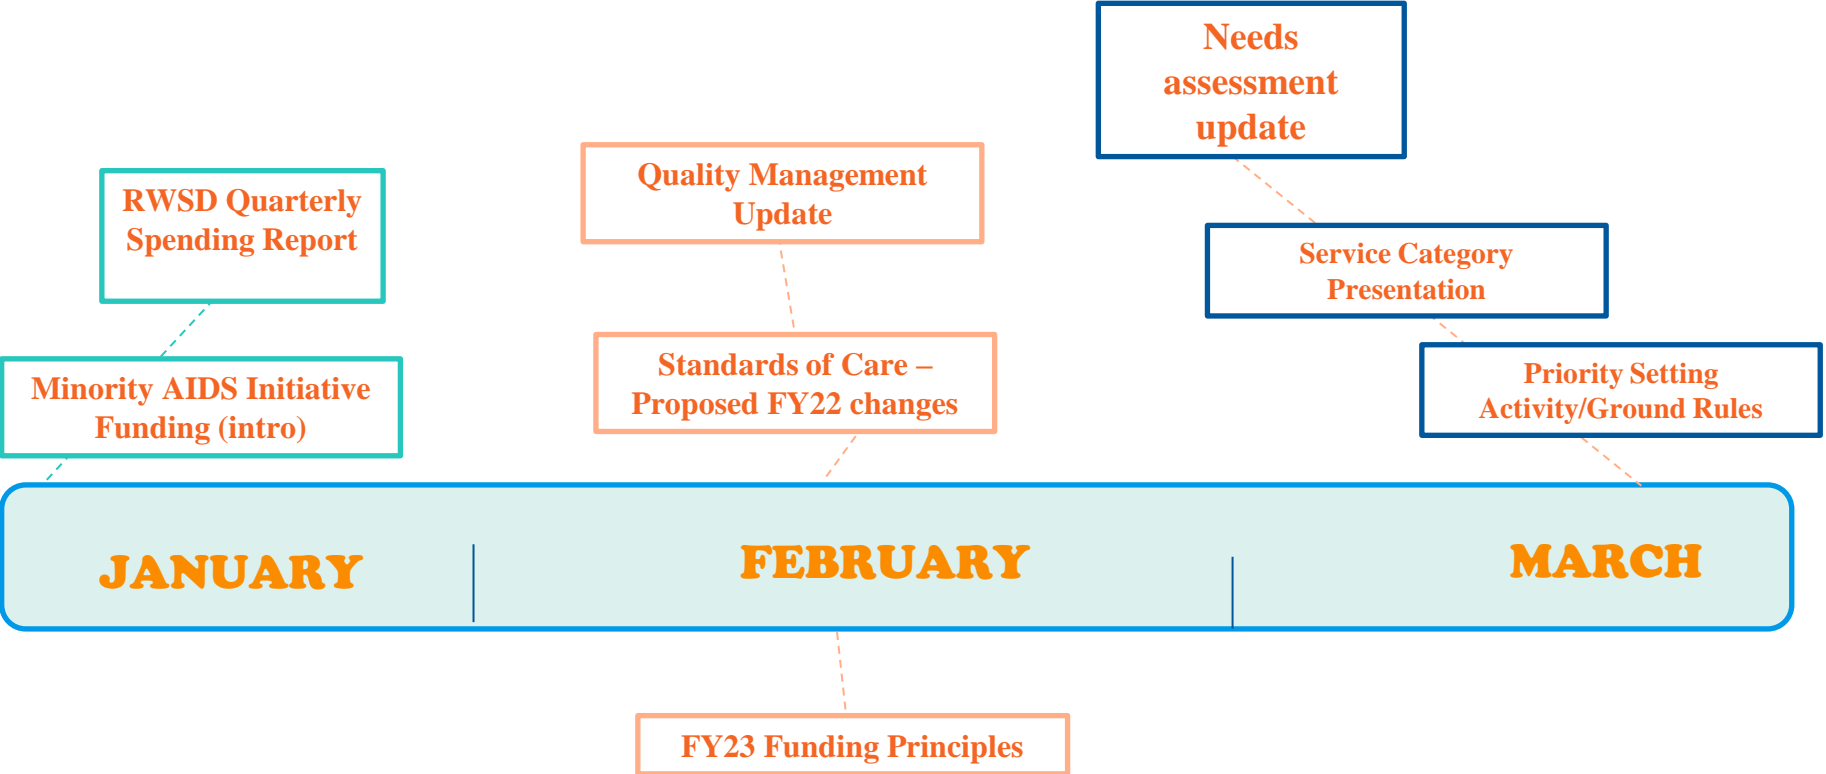 Needs
assessment
update
RWSD Quarterly
Spending Report
Quality Management
Update
Service Category
Presentation
Minority AIDS Initiative
Funding (intro)
Standards of Care –
Proposed FY22 changes
Priority Setting
Activity/Ground Rules
JANUARY
FEBRUARY
MARCH
FY23 Funding Principles